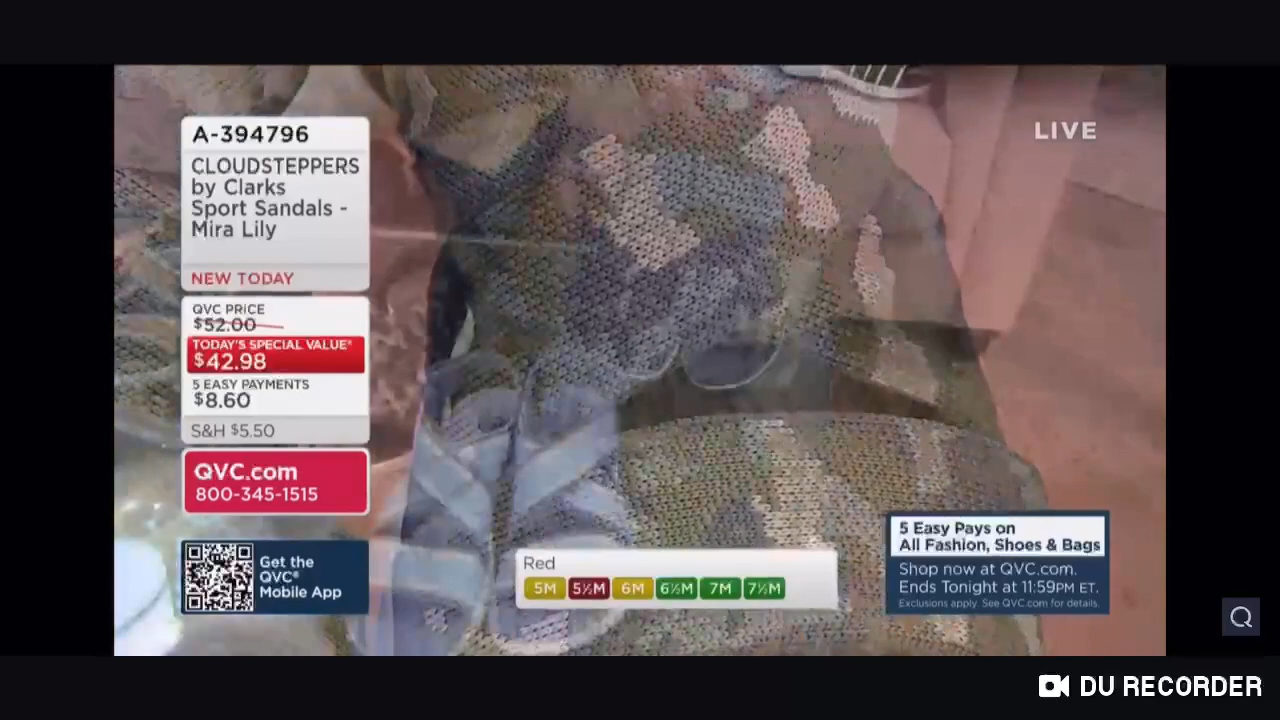 A-394796
CLOUDSTEPPERS
by Clarks
Sport Sandals -
Mira Lily
NEW TODAY
QVC PRICE
$52.00
TODAY'S SPECIAL VALUE®
$42.98
5 EASY PAYMENTS
$8.60
S&H $5.50
QVC.com
800-345-1515
Get the
QVC®
Mobile App
Red
5M 5½M 6M 6½M 7M 7½M
LIVE
5 Easy Pays on
All Fashion, Shoes & Bags
Shop now at QVC.com.
Ends Tonight at 11:59PM ET.
Exclusions apply. See QVC.com for details.
Q
DU RECORDER